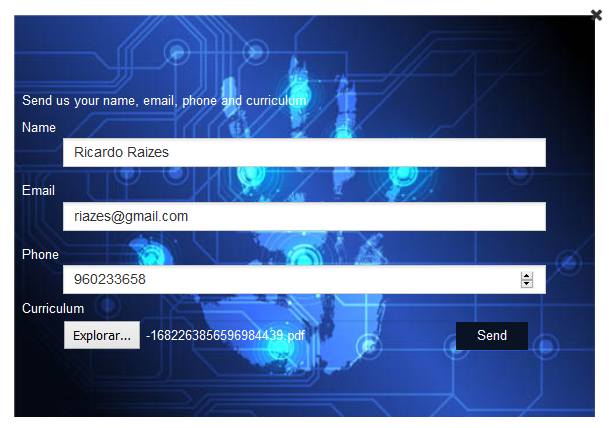 Send us your name, email, phone and curriculum
Name
Ricardo Raizes
Email
riazes@gmail.com
Phone
960233658
Curriculum
Explorar... -1682263856596984439.pdf Send